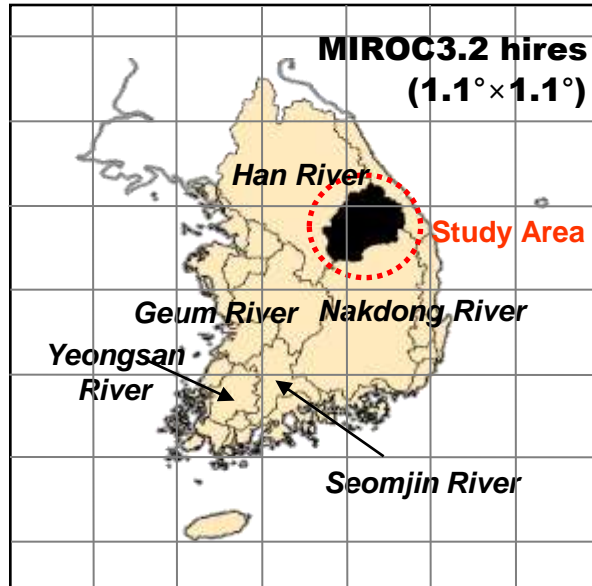 MIROC3.2 hires
(1.1°×1.1°)
Han River
Study Area
Geum River
Nakdong River
Yeongsan
River
Seomjin River